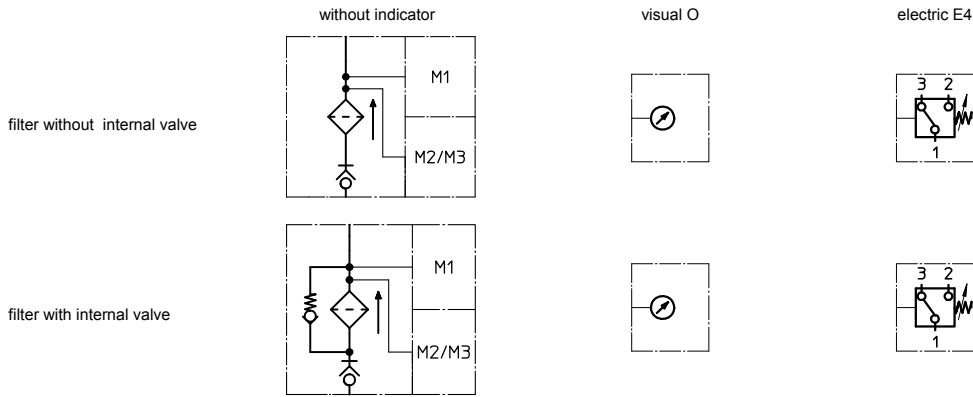 without indicator visual O electric E4
filter without internal valve
M1
M2/M3
3 2
1
filter with internal valve
M1
M2/M3
3 2
1